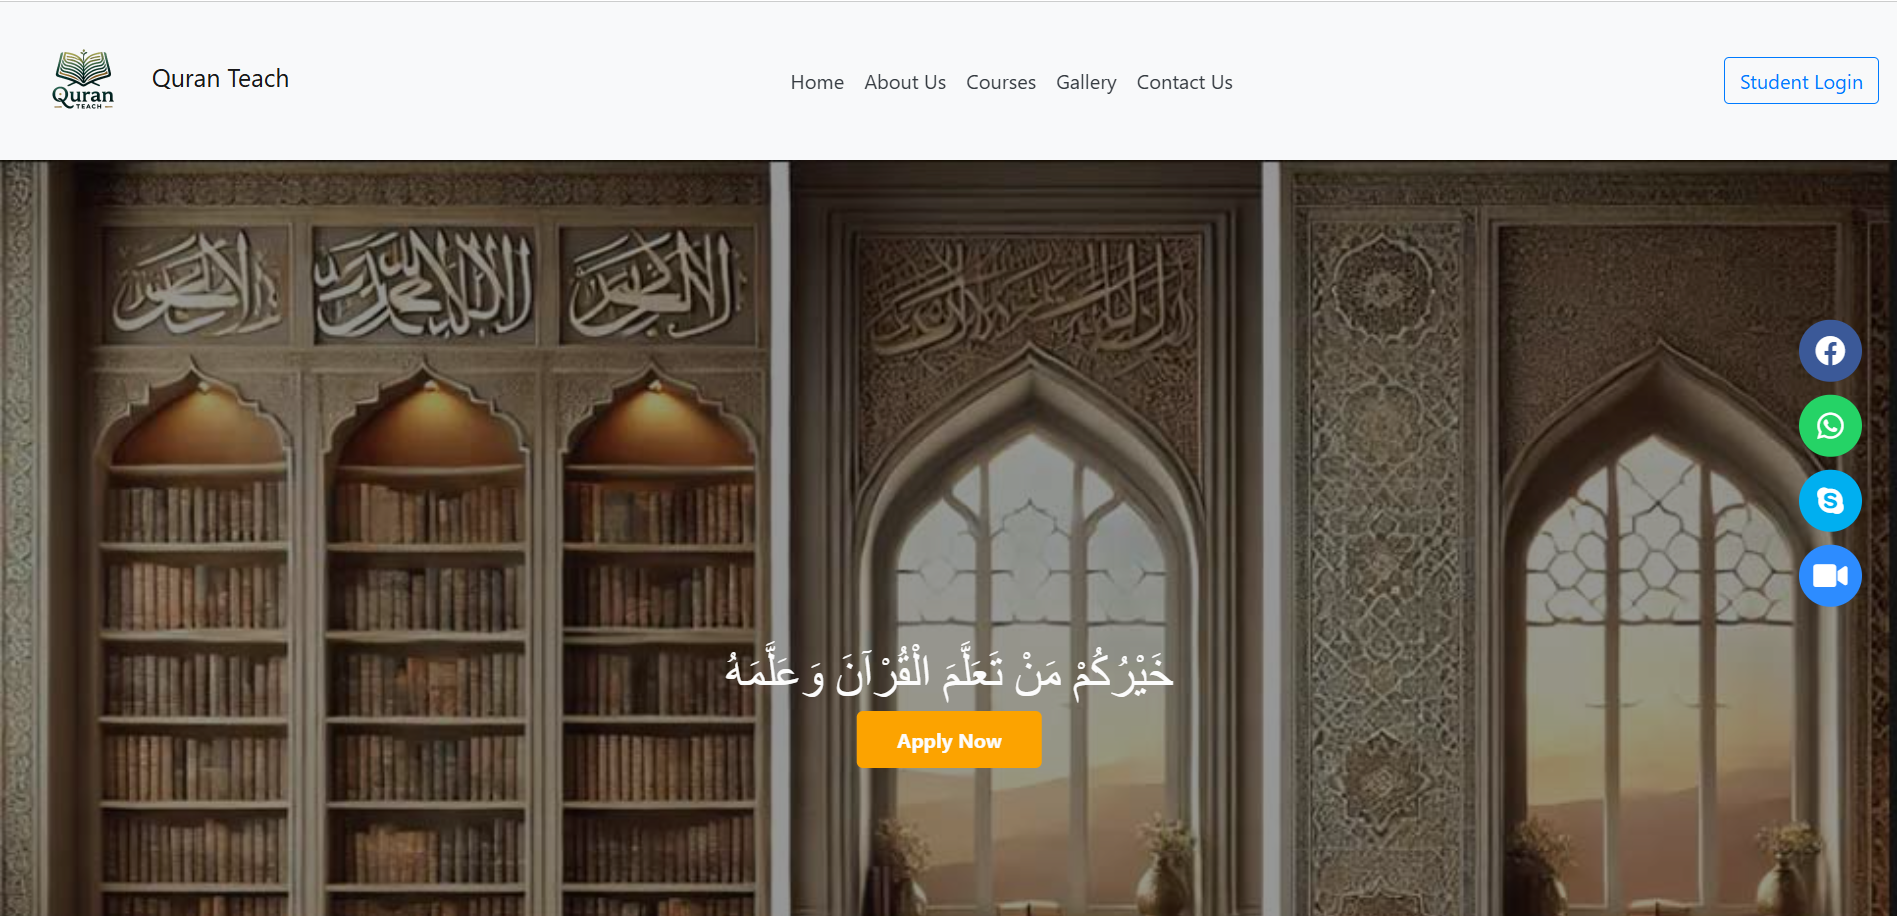 Quran
TEACH
Quran Teach
Home About Us Courses Gallery Contact Us
Student Login
خَيْرُكُمْ مَنْ تَعَلَّمَ الْقُرْآنَ وَعَلَّمَهُ
Apply Now